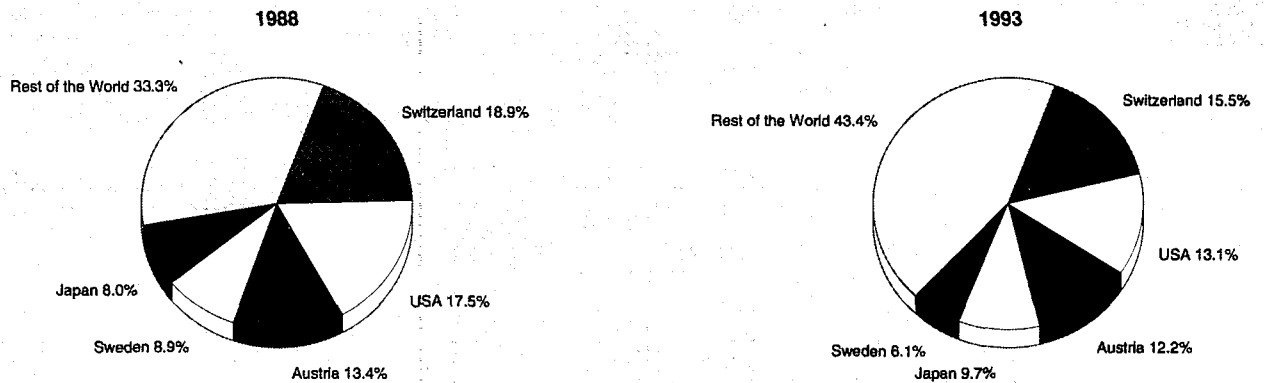 1988
Rest of the World 33.3%
Switzerland 18.9%
Japan 8.0%
USA 17.5%
Sweden 8.9%
Austria 13.4%
1993
Switzerland 15.5%
Rest of the World 43.4%
USA 13.1%
Sweden 6.1%
Austria 12.2%
Japan 9.7%